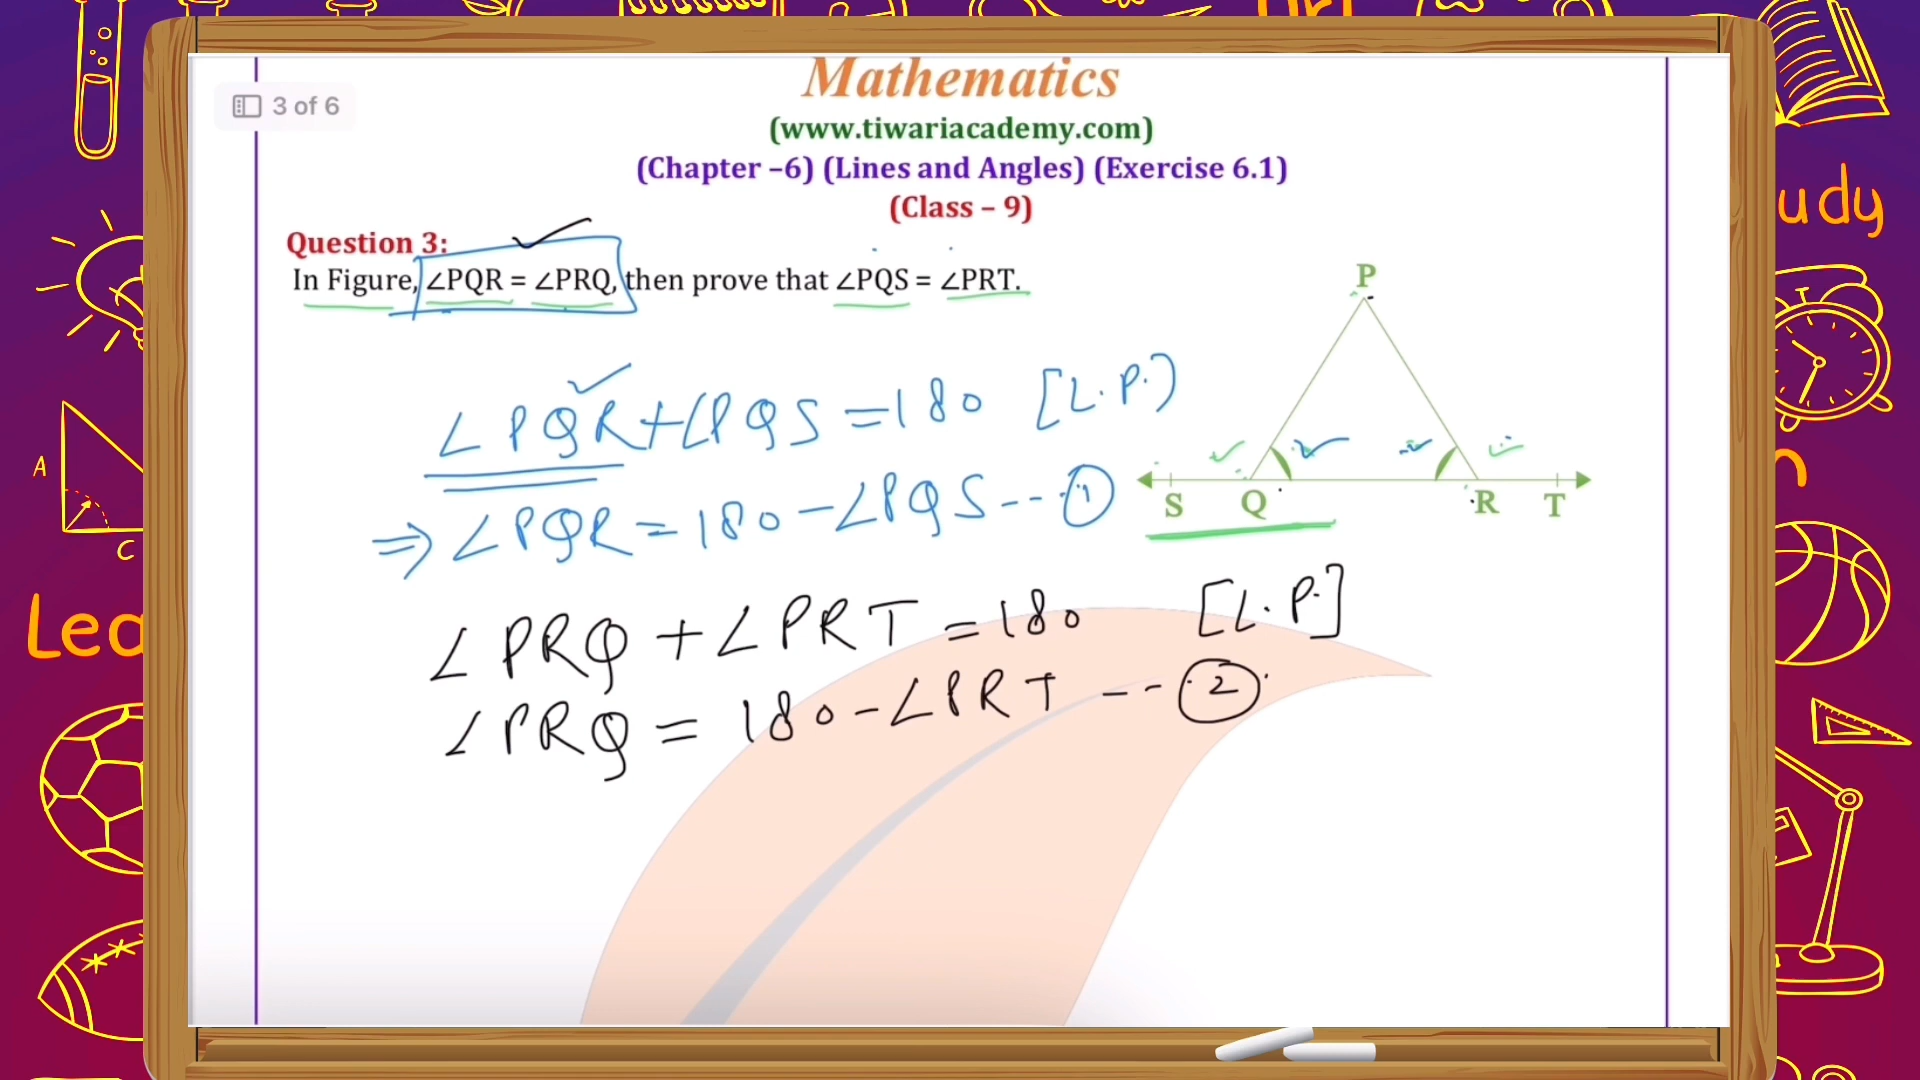 3 of 6
Mathematics
(www.tiwariacademy.com)
(Chapter –6) (Lines and Angles) (Exercise 6.1)
(Class – 9)
Question 3:
In Figure, ∠PQR = ∠PRQ, then prove that ∠PQS = ∠PRT.
P
S Q R T
∠PQR+∠PQS=180 [L.P.)
⇒∠PQR=180-∠PQS--①
∠PRQ+∠PRT=180 [L.P.]
∠PRQ=180-∠PRT--②
A
C
Lea
udy
n